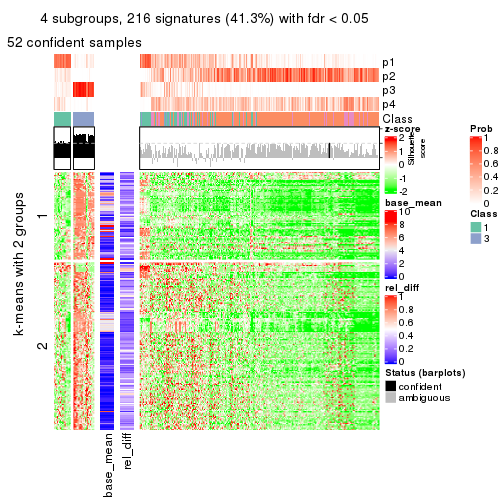 4 subgroups, 216 signatures (41.3%) with fdr < 0.05
52 confident samples
p1
p2
p3
p4
Class
z-score
2
1
0
-1
-2
Silhouette
score
Prob
1
0.8
0.6
0.4
0.2
0
Class
1
3
base_mean
10
8
6
4
2
0
rel_diff
1
0.8
0.6
0.4
0.2
0
Status (barplots)
confident
ambiguous
k-means with 2 groups
1
2
base_mean
rel_diff